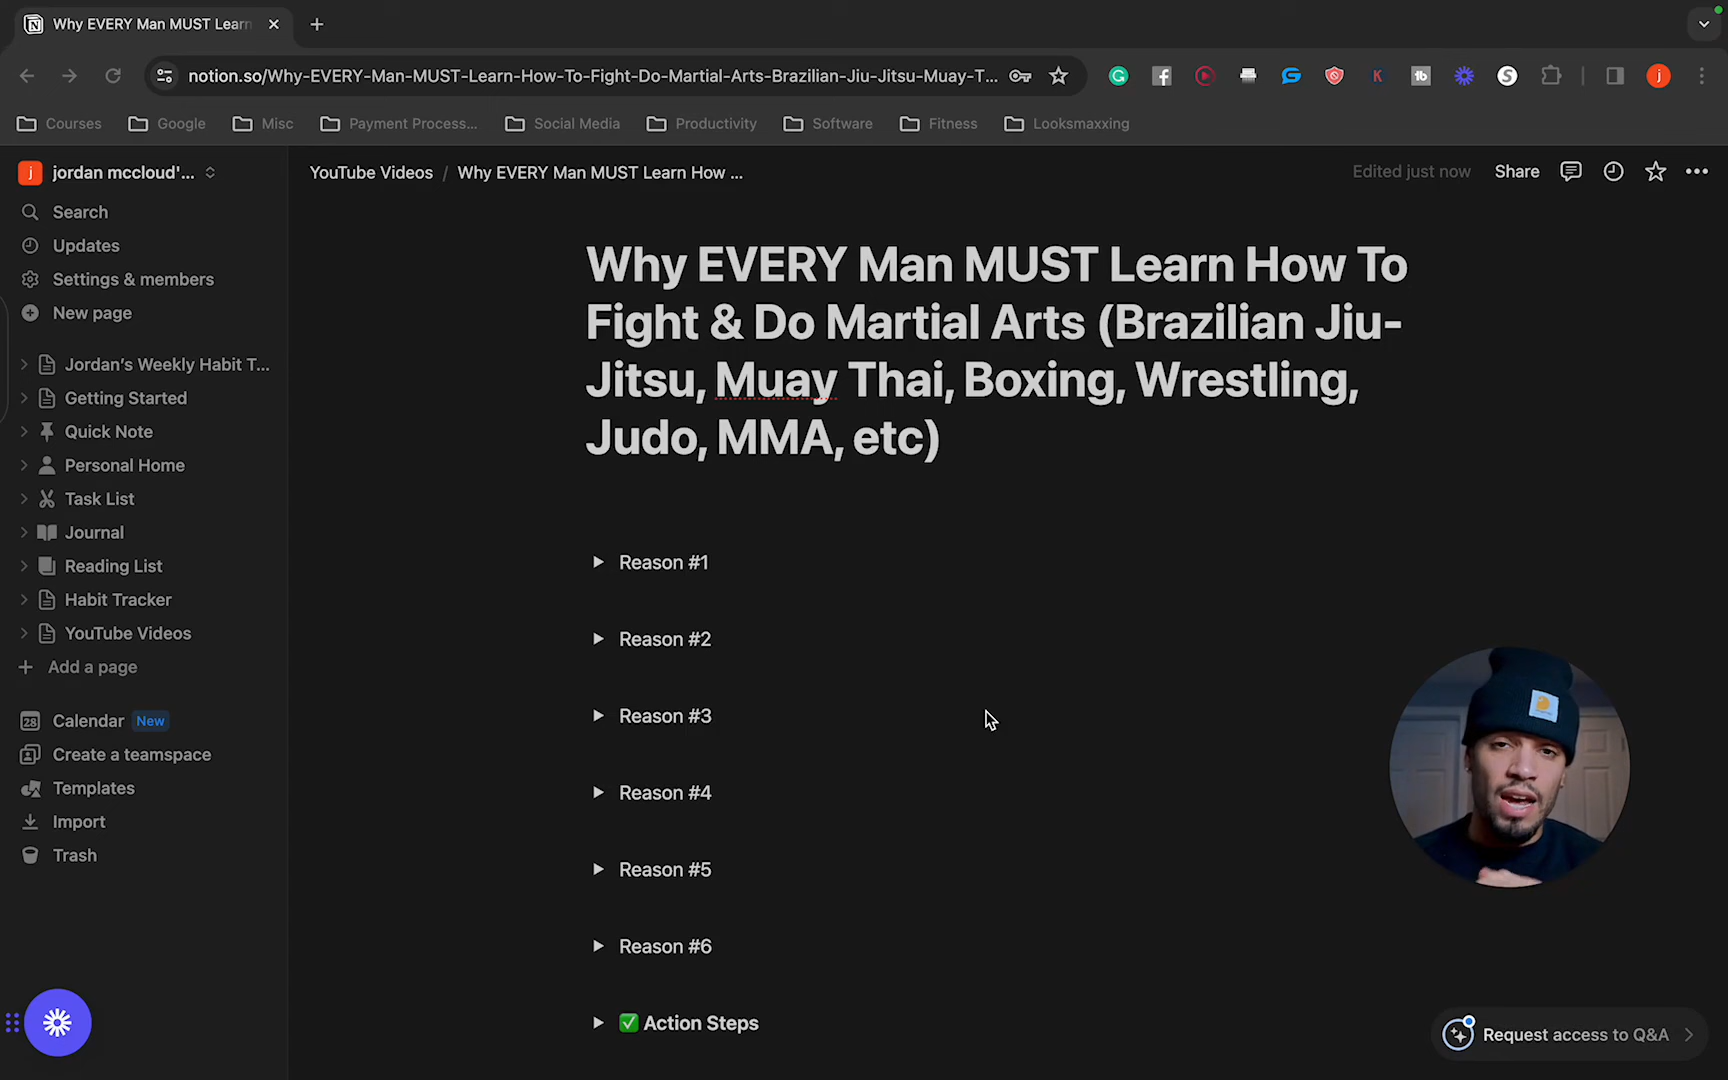 Why EVERY Man MUST Learn
notion.so/Why-EVERY-Man-MUST-Learn-How-To-Fight-Do-Martial-Arts-Brazilian-Jiu-Jitsu-Muay-T...
Courses
Google
Misc
Payment Process...
Social Media
Productivity
Software
Fitness
Looksmaxxing
j
jordan mccloud'...
YouTube Videos / Why EVERY Man MUST Learn How ...
Edited just now
Share
Search
Updates
Settings & members
New page
Jordan's Weekly Habit T...
Getting Started
Quick Note
Personal Home
Task List
Journal
Reading List
Habit Tracker
YouTube Videos
Add a page
28
Calendar New
Create a teamspace
Templates
Import
Trash
Why EVERY Man MUST Learn How To
Fight & Do Martial Arts (Brazilian Jiu-
Jitsu, Muay Thai, Boxing, Wrestling,
Judo, MMA, etc)
Reason #1
Reason #2
Reason #3
Reason #4
Reason #5
Reason #6
Action Steps
Request access to Q&A